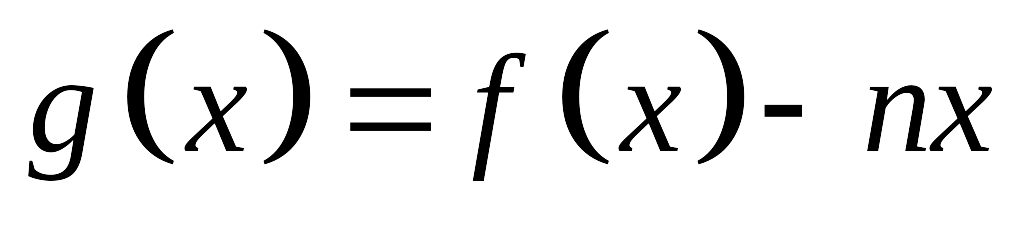 g(x) = f(x) - nx